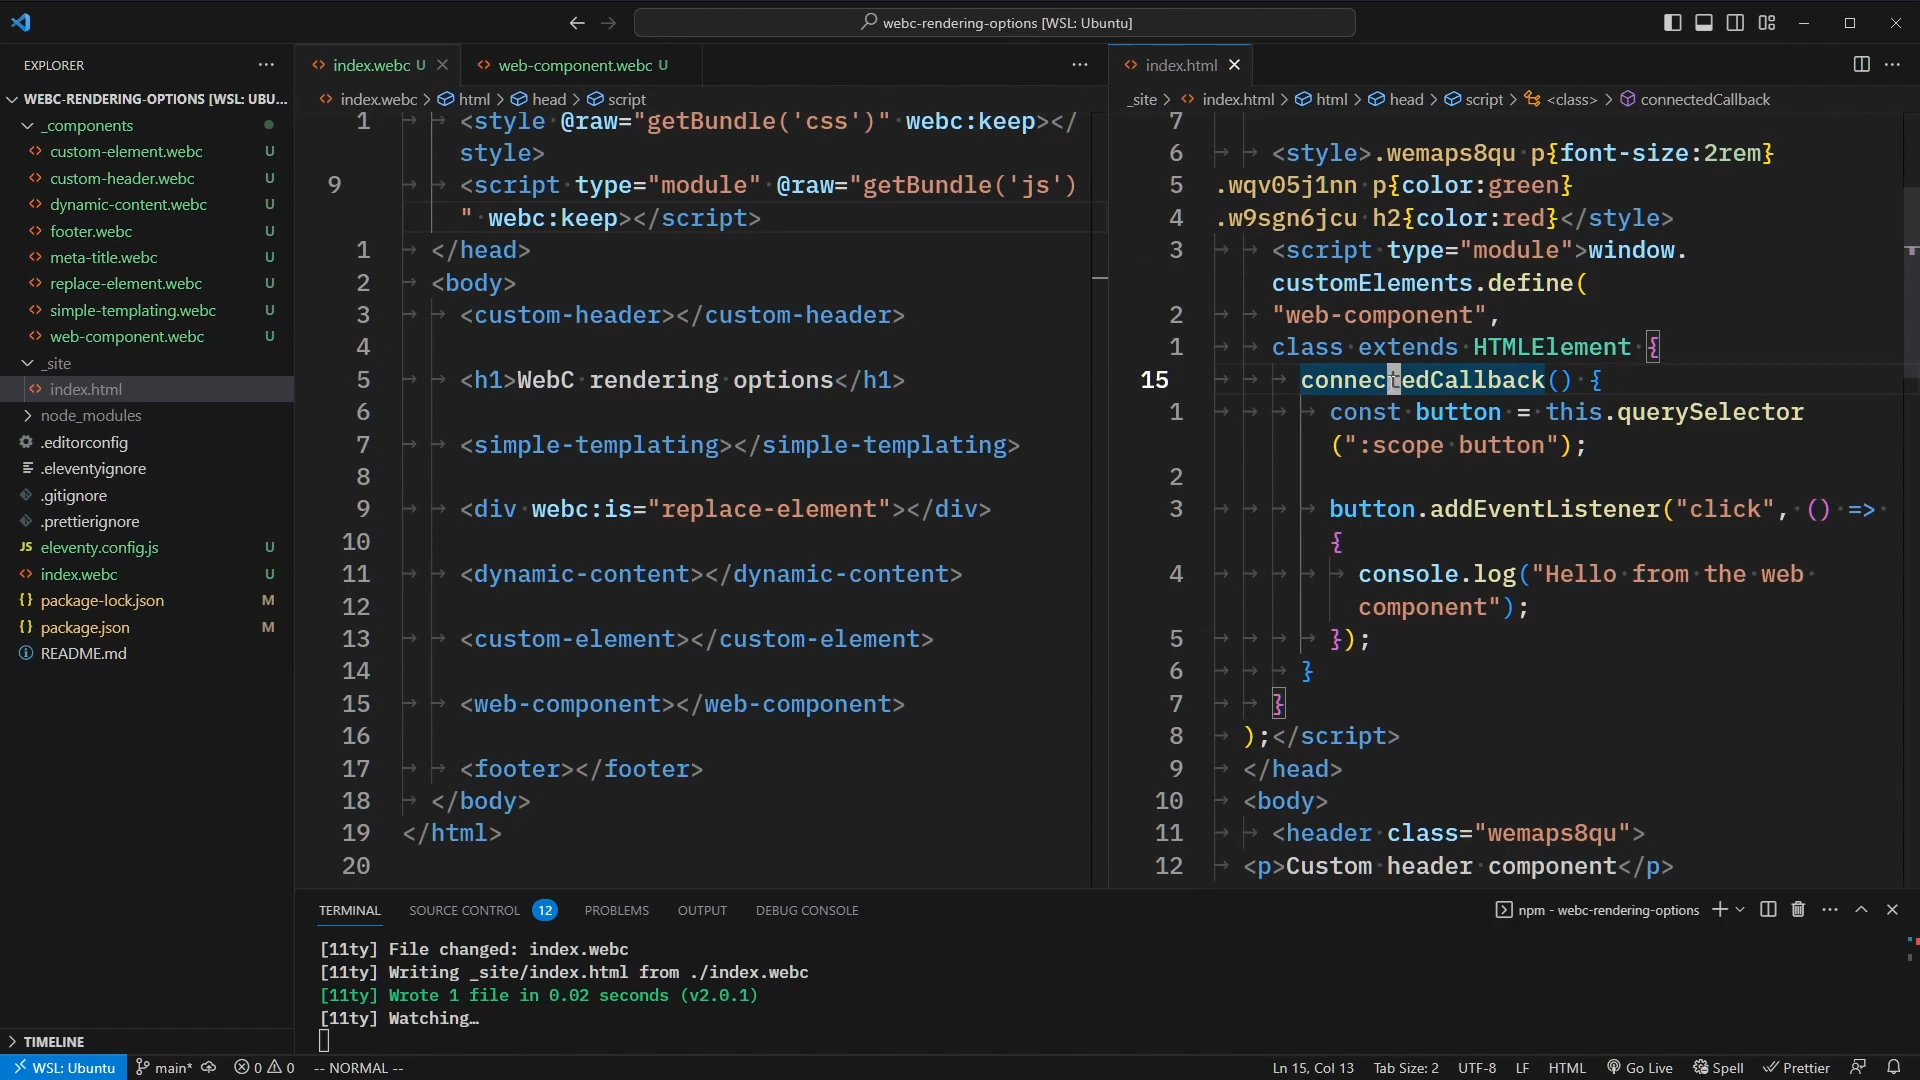 webc-rendering-options [WSL: Ubuntu]
EXPLORER
WEBC-RENDERING-OPTIONS [WSL: UBU...
_components
custom-element.webc U
custom-header.webc U
dynamic-content.webc U
footer.webc U
meta-title.webc U
replace-element.webc U
simple-templating.webc U
web-component.webc U
_site
index.html
node_modules
.editorconfig
.eleventyignore
.gitignore
.prettierignore
JS eleventy.config.js U
index.webc U
{} package-lock.json M
{} package.json M
README.md
TIMELINE
index.webc U
web-component.webc U
index.webc > html > head > script
1 <style @raw="getBundle('css')" webc:keep></
style>
9 <script type="module" @raw="getBundle('js')
" webc:keep></script>
1 </head>
2 <body>
3 <custom-header></custom-header>
4
5 <h1>WebC rendering options</h1>
6
7 <simple-templating></simple-templating>
8
9 <div webc:is="replace-element"></div>
10
11 <dynamic-content></dynamic-content>
12
13 <custom-element></custom-element>
14
15 <web-component></web-component>
16
17 <footer></footer>
18 </body>
19 </html>
20
index.html
_site > index.html > html > head > script > <class> > connectedCallback
7
6 <style>.wemaps8qu p{font-size:2rem}
5 .wqv05j1nn p{color:green}
4 .w9sgn6jcu h2{color:red}</style>
3 <script type="module">window.
customElements.define(
2 "web-component",
1 class extends HTMLElement {
15 connectedCallback() {
1 const button = this.querySelector
(":scope button");
2
3 button.addEventListener("click", () =>
{
4 console.log("Hello from the web
component");
5 });
6 }
7 }
8 );</script>
9 </head>
10 <body>
11 <header class="wemaps8qu">
12 <p>Custom header component</p>
TERMINAL SOURCE CONTROL 12 PROBLEMS OUTPUT DEBUG CONSOLE
npm - webc-rendering-options
[11ty] File changed: index.webc
[11ty] Writing _site/index.html from ./index.webc
[11ty] Wrote 1 file in 0.02 seconds (v2.0.1)
[11ty] Watching…
WSL: Ubuntu main* 0 0 -- NORMAL -- Ln 15, Col 13 Tab Size: 2 UTF-8 LF HTML Go Live Spell Prettier